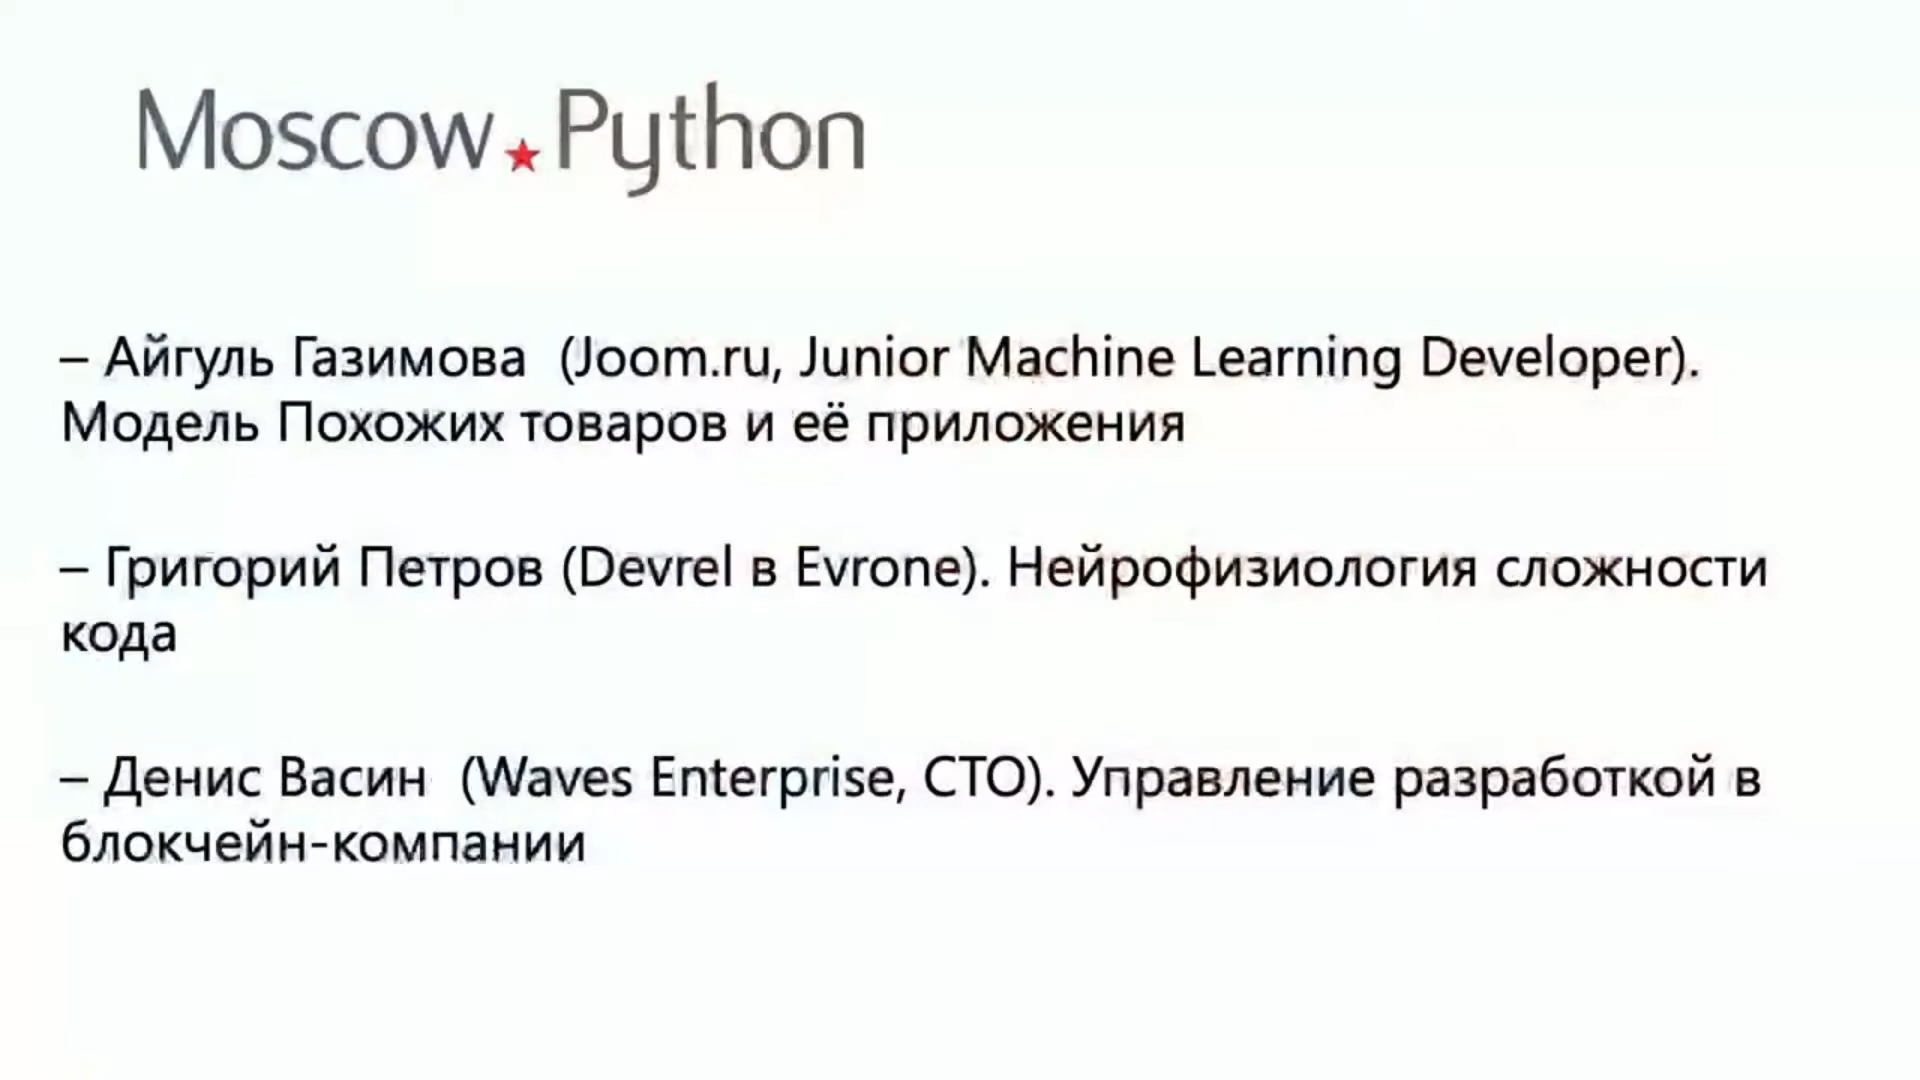 Moscow Python
– Айгуль Газимова (Joom.ru, Junior Machine Learning Developer).
Модель Похожих товаров и её приложения
– Григорий Петров (Devrel в Evrone). Нейрофизиология сложности
кода
– Денис Васин (Waves Enterprise, CTO). Управление разработкой в
блокчейн-компании